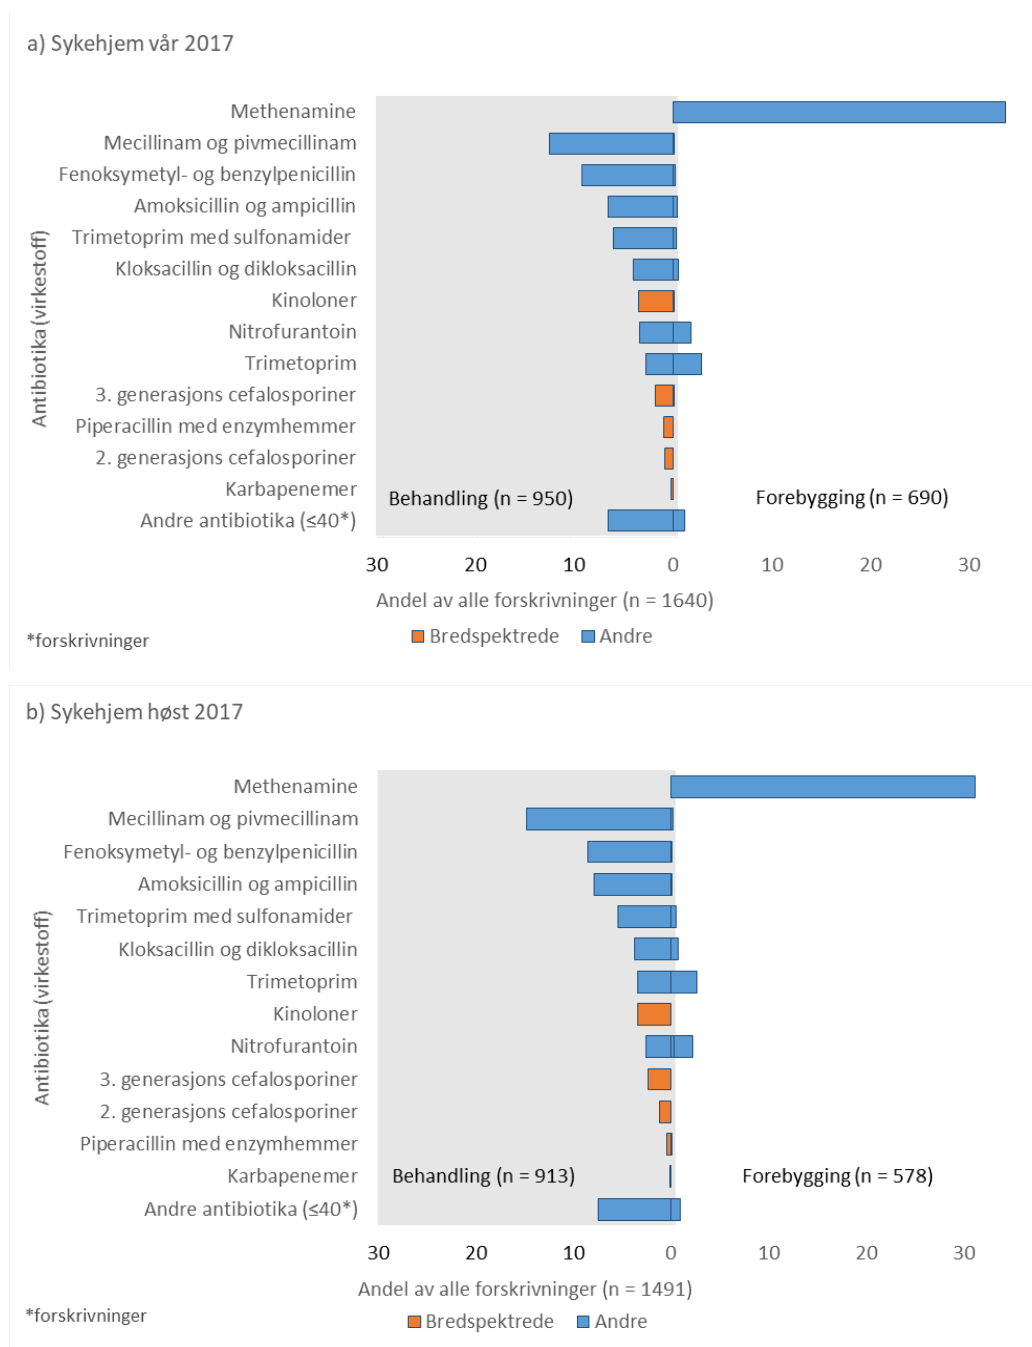 a) Sykehjem vår 2017
Antibiotika (virkestoff)
Methenamine
Mecillinam og pivmecillinam
Fenoksymetyl- og benzylpenicillin
Amoksicillin og ampicillin
Trimetoprim med sulfonamider
Kloksacillin og dikloksacillin
Kinoloner
Nitrofurantoin
Trimetoprim
3. generasjons cefalosporiner
Piperacillin med enzymhemmer
2. generasjons cefalosporiner
Karbapenemer
Andre antibiotika (≤40*)
Behandling (n = 950)
Forebygging (n = 690)
30 20 10 0 10 20 30
Andel av alle forskrivninger (n = 1640)
Bredspektrede Andre
*forskrivninger
b) Sykehjem høst 2017
Antibiotika (virkestoff)
Methenamine
Mecillinam og pivmecillinam
Fenoksymetyl- og benzylpenicillin
Amoksicillin og ampicillin
Trimetoprim med sulfonamider
Kloksacillin og dikloksacillin
Trimetoprim
Kinoloner
Nitrofurantoin
3. generasjons cefalosporiner
2. generasjons cefalosporiner
Piperacillin med enzymhemmer
Karbapenemer
Andre antibiotika (≤40*)
Behandling (n = 913)
Forebygging (n = 578)
30 20 10 0 10 20 30
Andel av alle forskrivninger (n = 1491)
*forskrivninger
Bredspektrede Andre